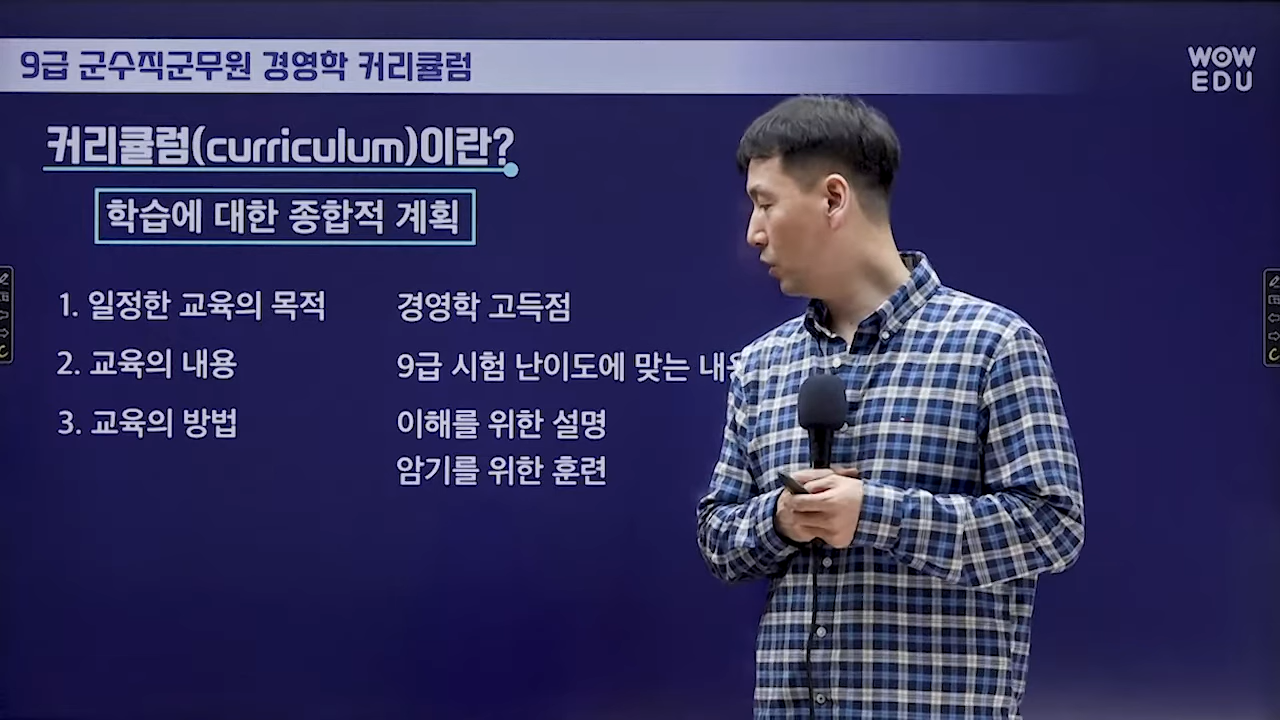 9급 군수직군무원 경영학 커리큘럼
WOW
EDU
커리큘럼(curriculum)이란?
학습에 대한 종합적 계획
1. 일정한 교육의 목적 경영학 고득점
2. 교육의 내용 9급 시험 난이도에 맞는
3. 교육의 방법 이해를 위한 설명
암기를 위한 훈련